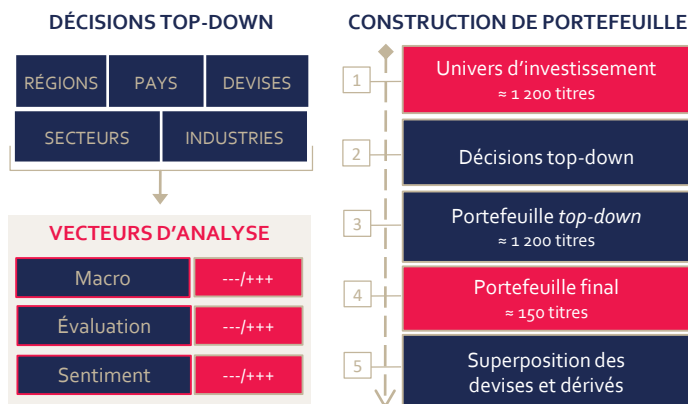 DÉCISIONS TOP-DOWN
RÉGIONS
PAYS
DEVISES
SECTEURS
INDUSTRIES
VECTEURS D'ANALYSE
Macro
---/+++
Évaluation
---/+++
Sentiment
---/+++
CONSTRUCTION DE PORTEFEUILLE
1
Univers d'investissement
≈ 1 200 titres
2
Décisions top-down
3
Portefeuille top-down
≈ 1 200 titres
4
Portefeuille final
≈ 150 titres
5
Superposition des
devises et dérivés